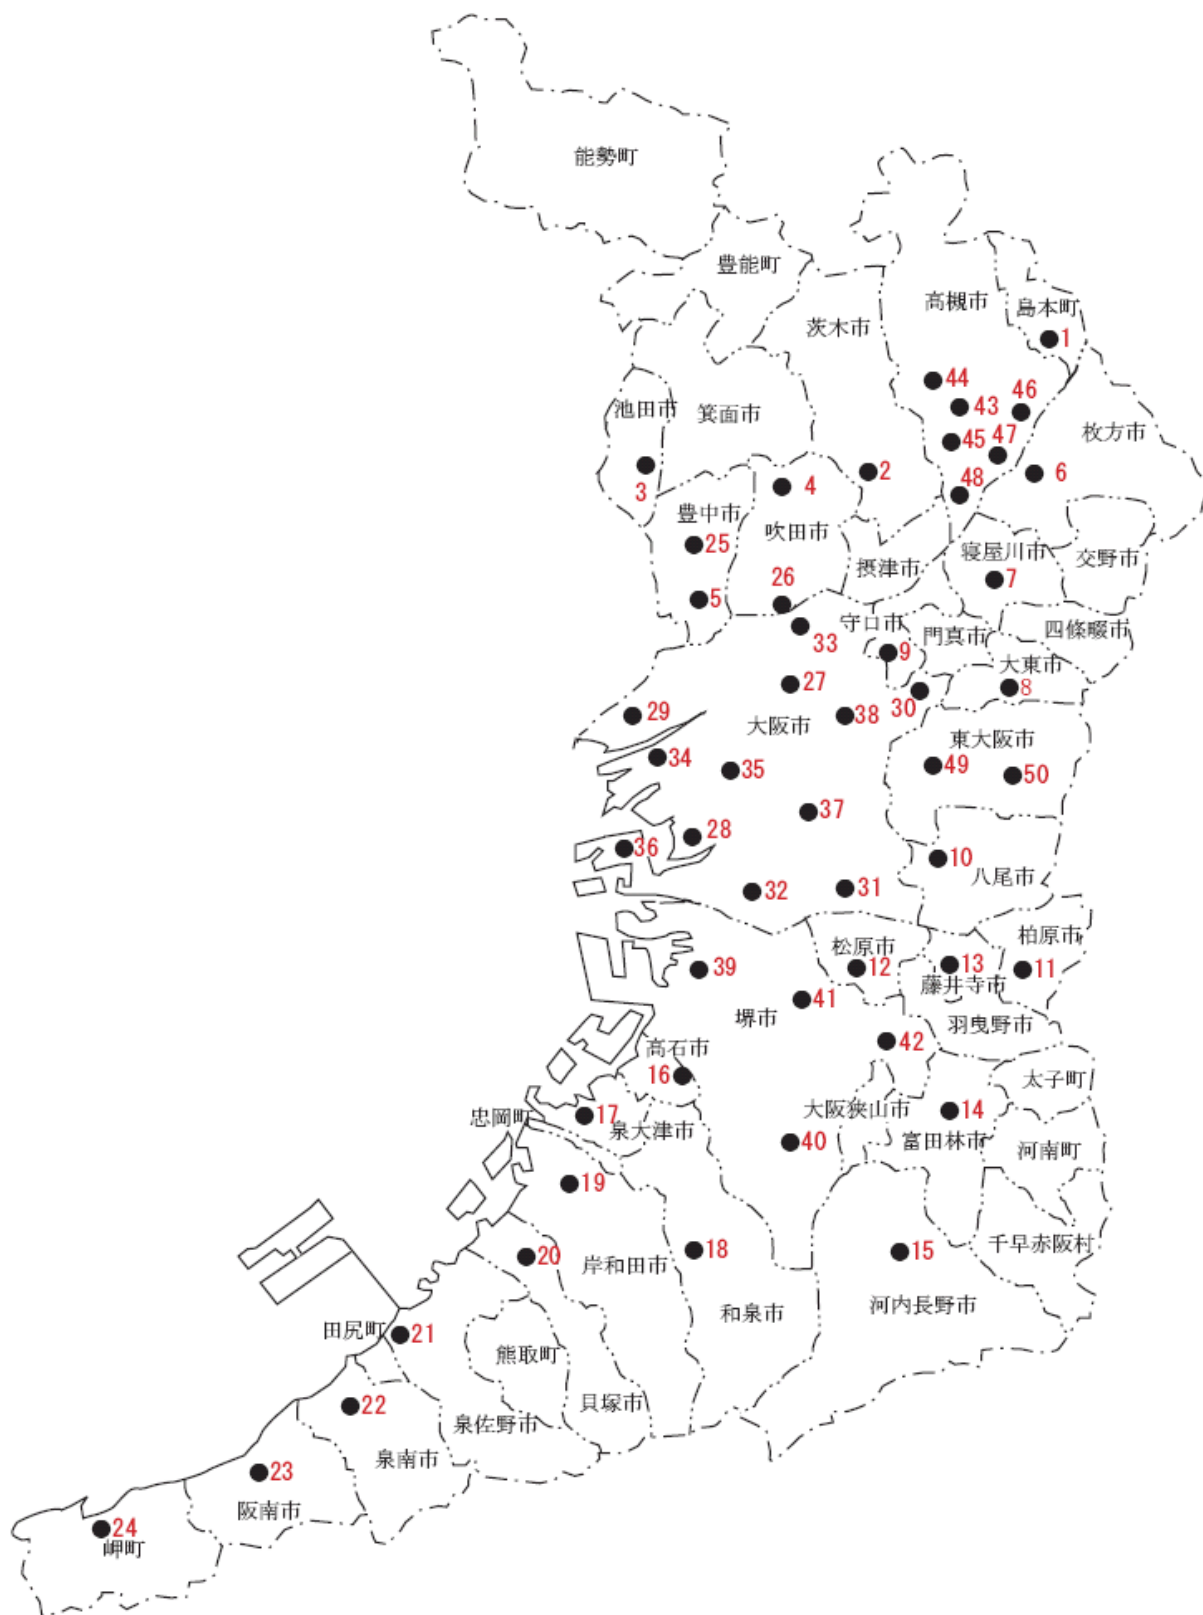 能勢町
豊能町
高槻市
島本町
茨木市
1
44
46
池田市
43
箕面市
枚方市
45
47
2
6
3
4
48
豊中市
吹田市
25
寝屋川市
交野市
摂津市
7
26
5
守口市
門真市
四條畷市
33
9
大東市
27
8
30
29
38
大阪市
東大阪市
34
35
49
50
37
28
36
10
八尾市
32
31
柏原市
松原市
39
12
13
11
藤井寺市
41
堺市
羽曳野市
42
高石市
16
太子町
大阪狭山市
14
忠岡町
17
泉大津市
富田林市
40
河南町
19
18
15
千早赤阪村
20
岸和田市
河内長野市
和泉市
田尻町
21
熊取町
22
貝塚市
泉佐野市
泉南市
23
阪南市
24
岬町